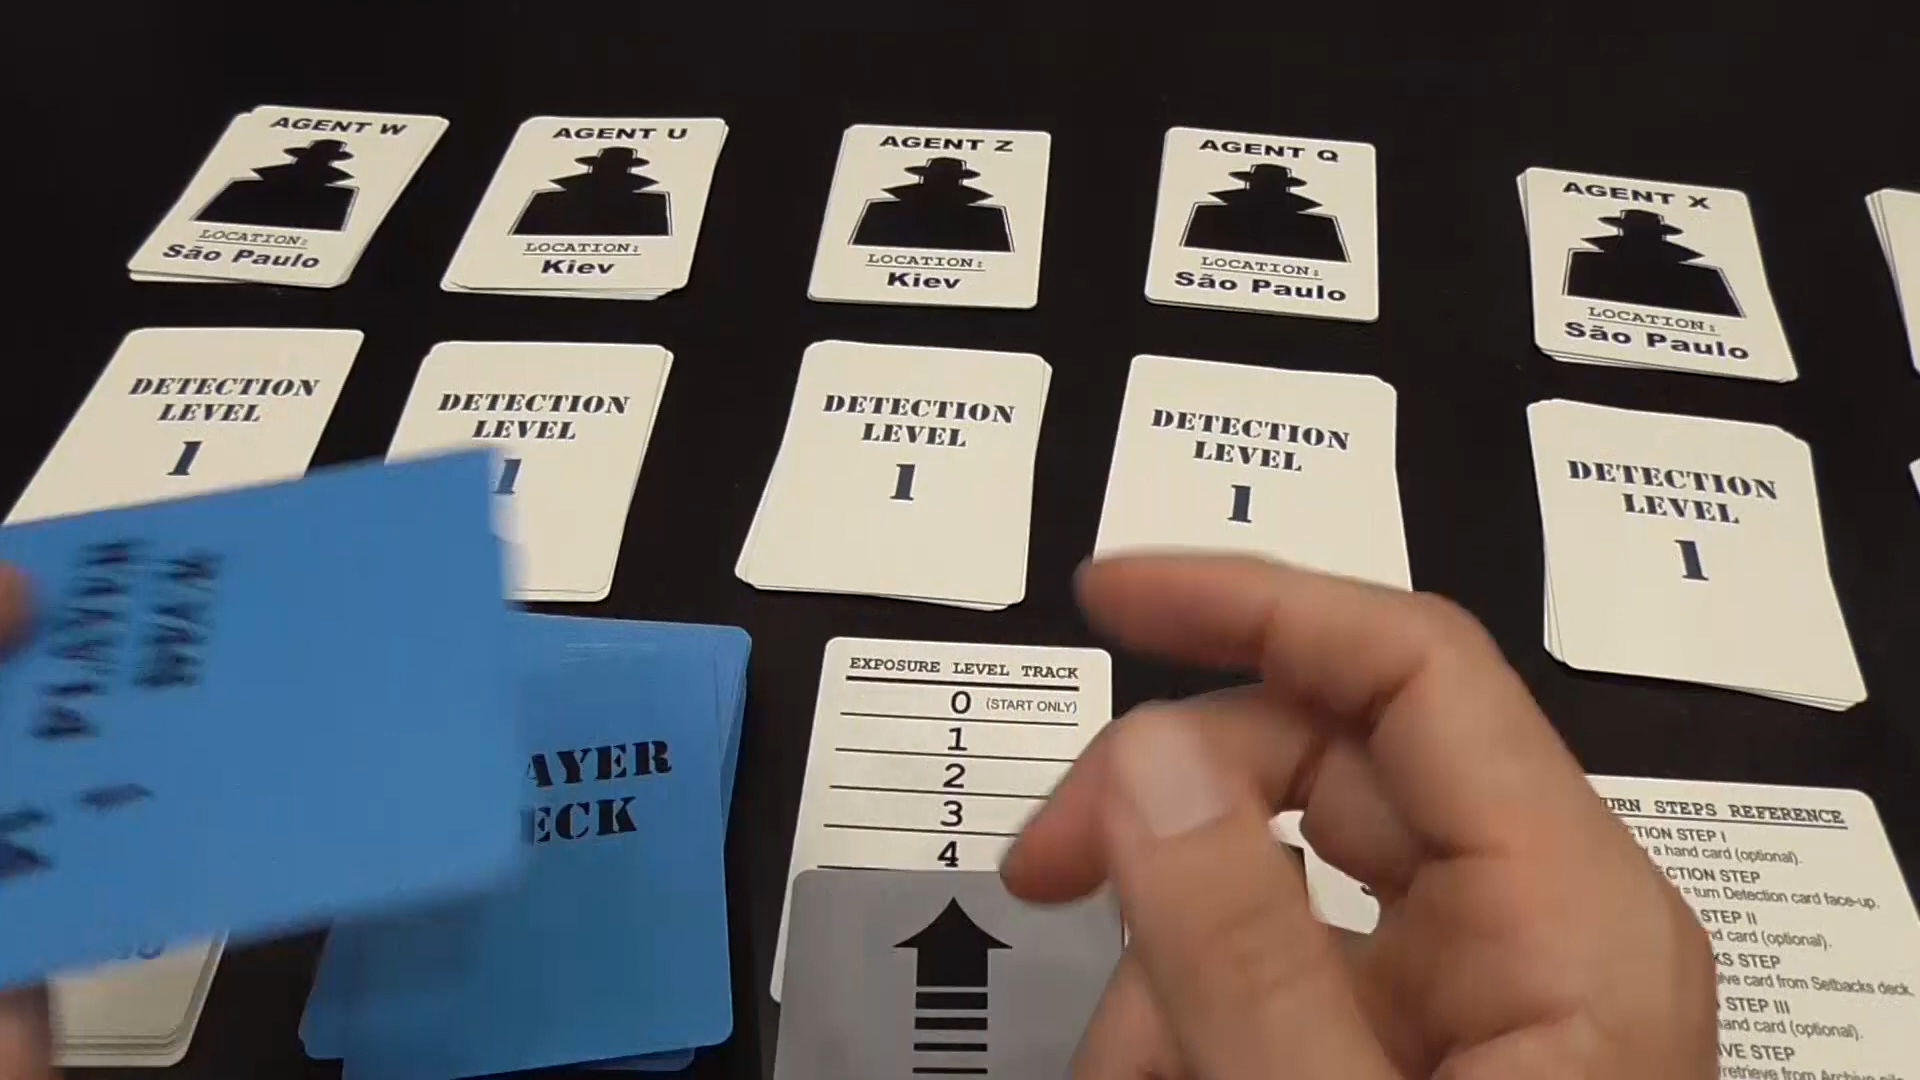 AGENT W
LOCATION:
São Paulo
AGENT U
LOCATION:
Kiev
AGENT Z
LOCATION:
Kiev
AGENT Q
LOCATION:
São Paulo
AGENT X
LOCATION:
São Paulo
DETECTION
LEVEL
1
DETECTION
LEVEL
1
DETECTION
LEVEL
1
DETECTION
LEVEL
1
DETECTION
LEVEL
1
AYER
ECK
EXPOSURE LEVEL TRACK
0 (START ONLY)
1
2
3
4
URN STEPS REFERENCE
CTION STEP I
a hand card (optional).
CTION STEP
=turn Detection card face-up.
STEP II
nd card (optional).
KS STEP
olve card from Setbacks deck.
STEP III
hand card (optional).
IVE STEP
retrieve from Archive pile